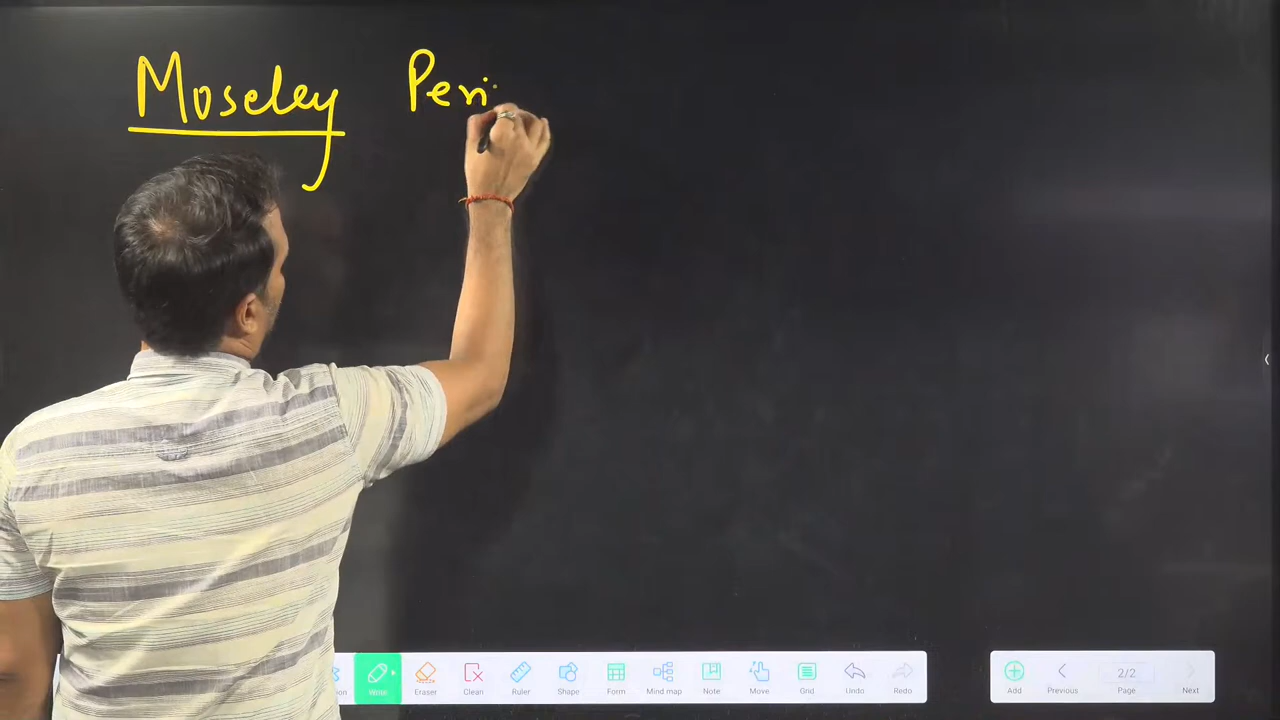 Moseley Peri
Write
Eraser
Clean
Ruler
Shape
Form
Mind map
Note
Move
Grid
Undo
Redo
Add
Previous
2/2
Page
Next